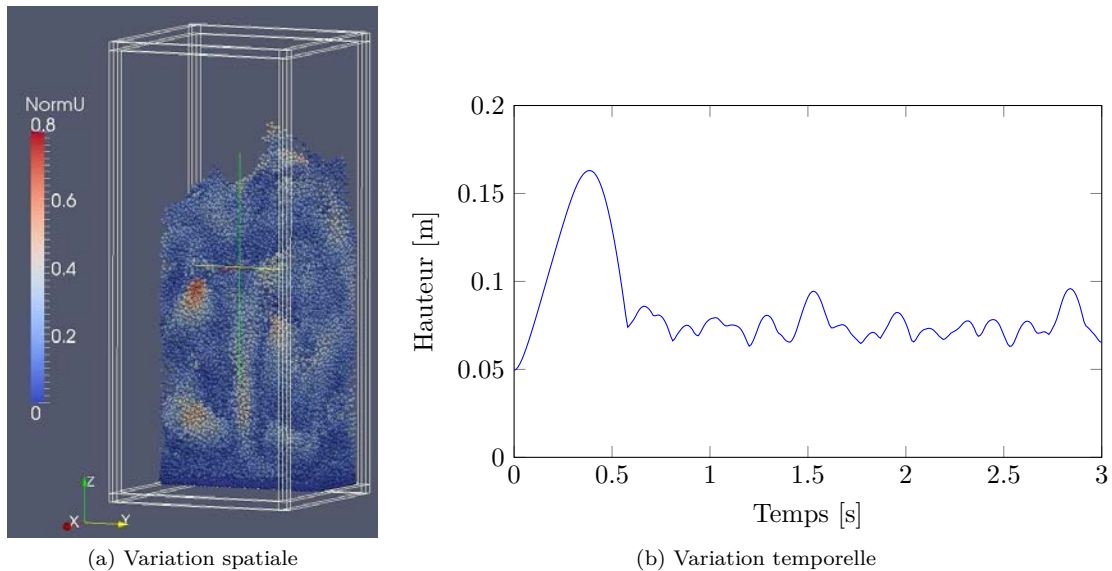 NormU
0.8
0.6
0.4
0.2
0
Z
X
Y
(a) Variation spatiale
0.2
0.15
0.1
0.05
0
Hauteur [m]
0 0.5 1 1.5 2 2.5 3
Temps [s]
(b) Variation temporelle